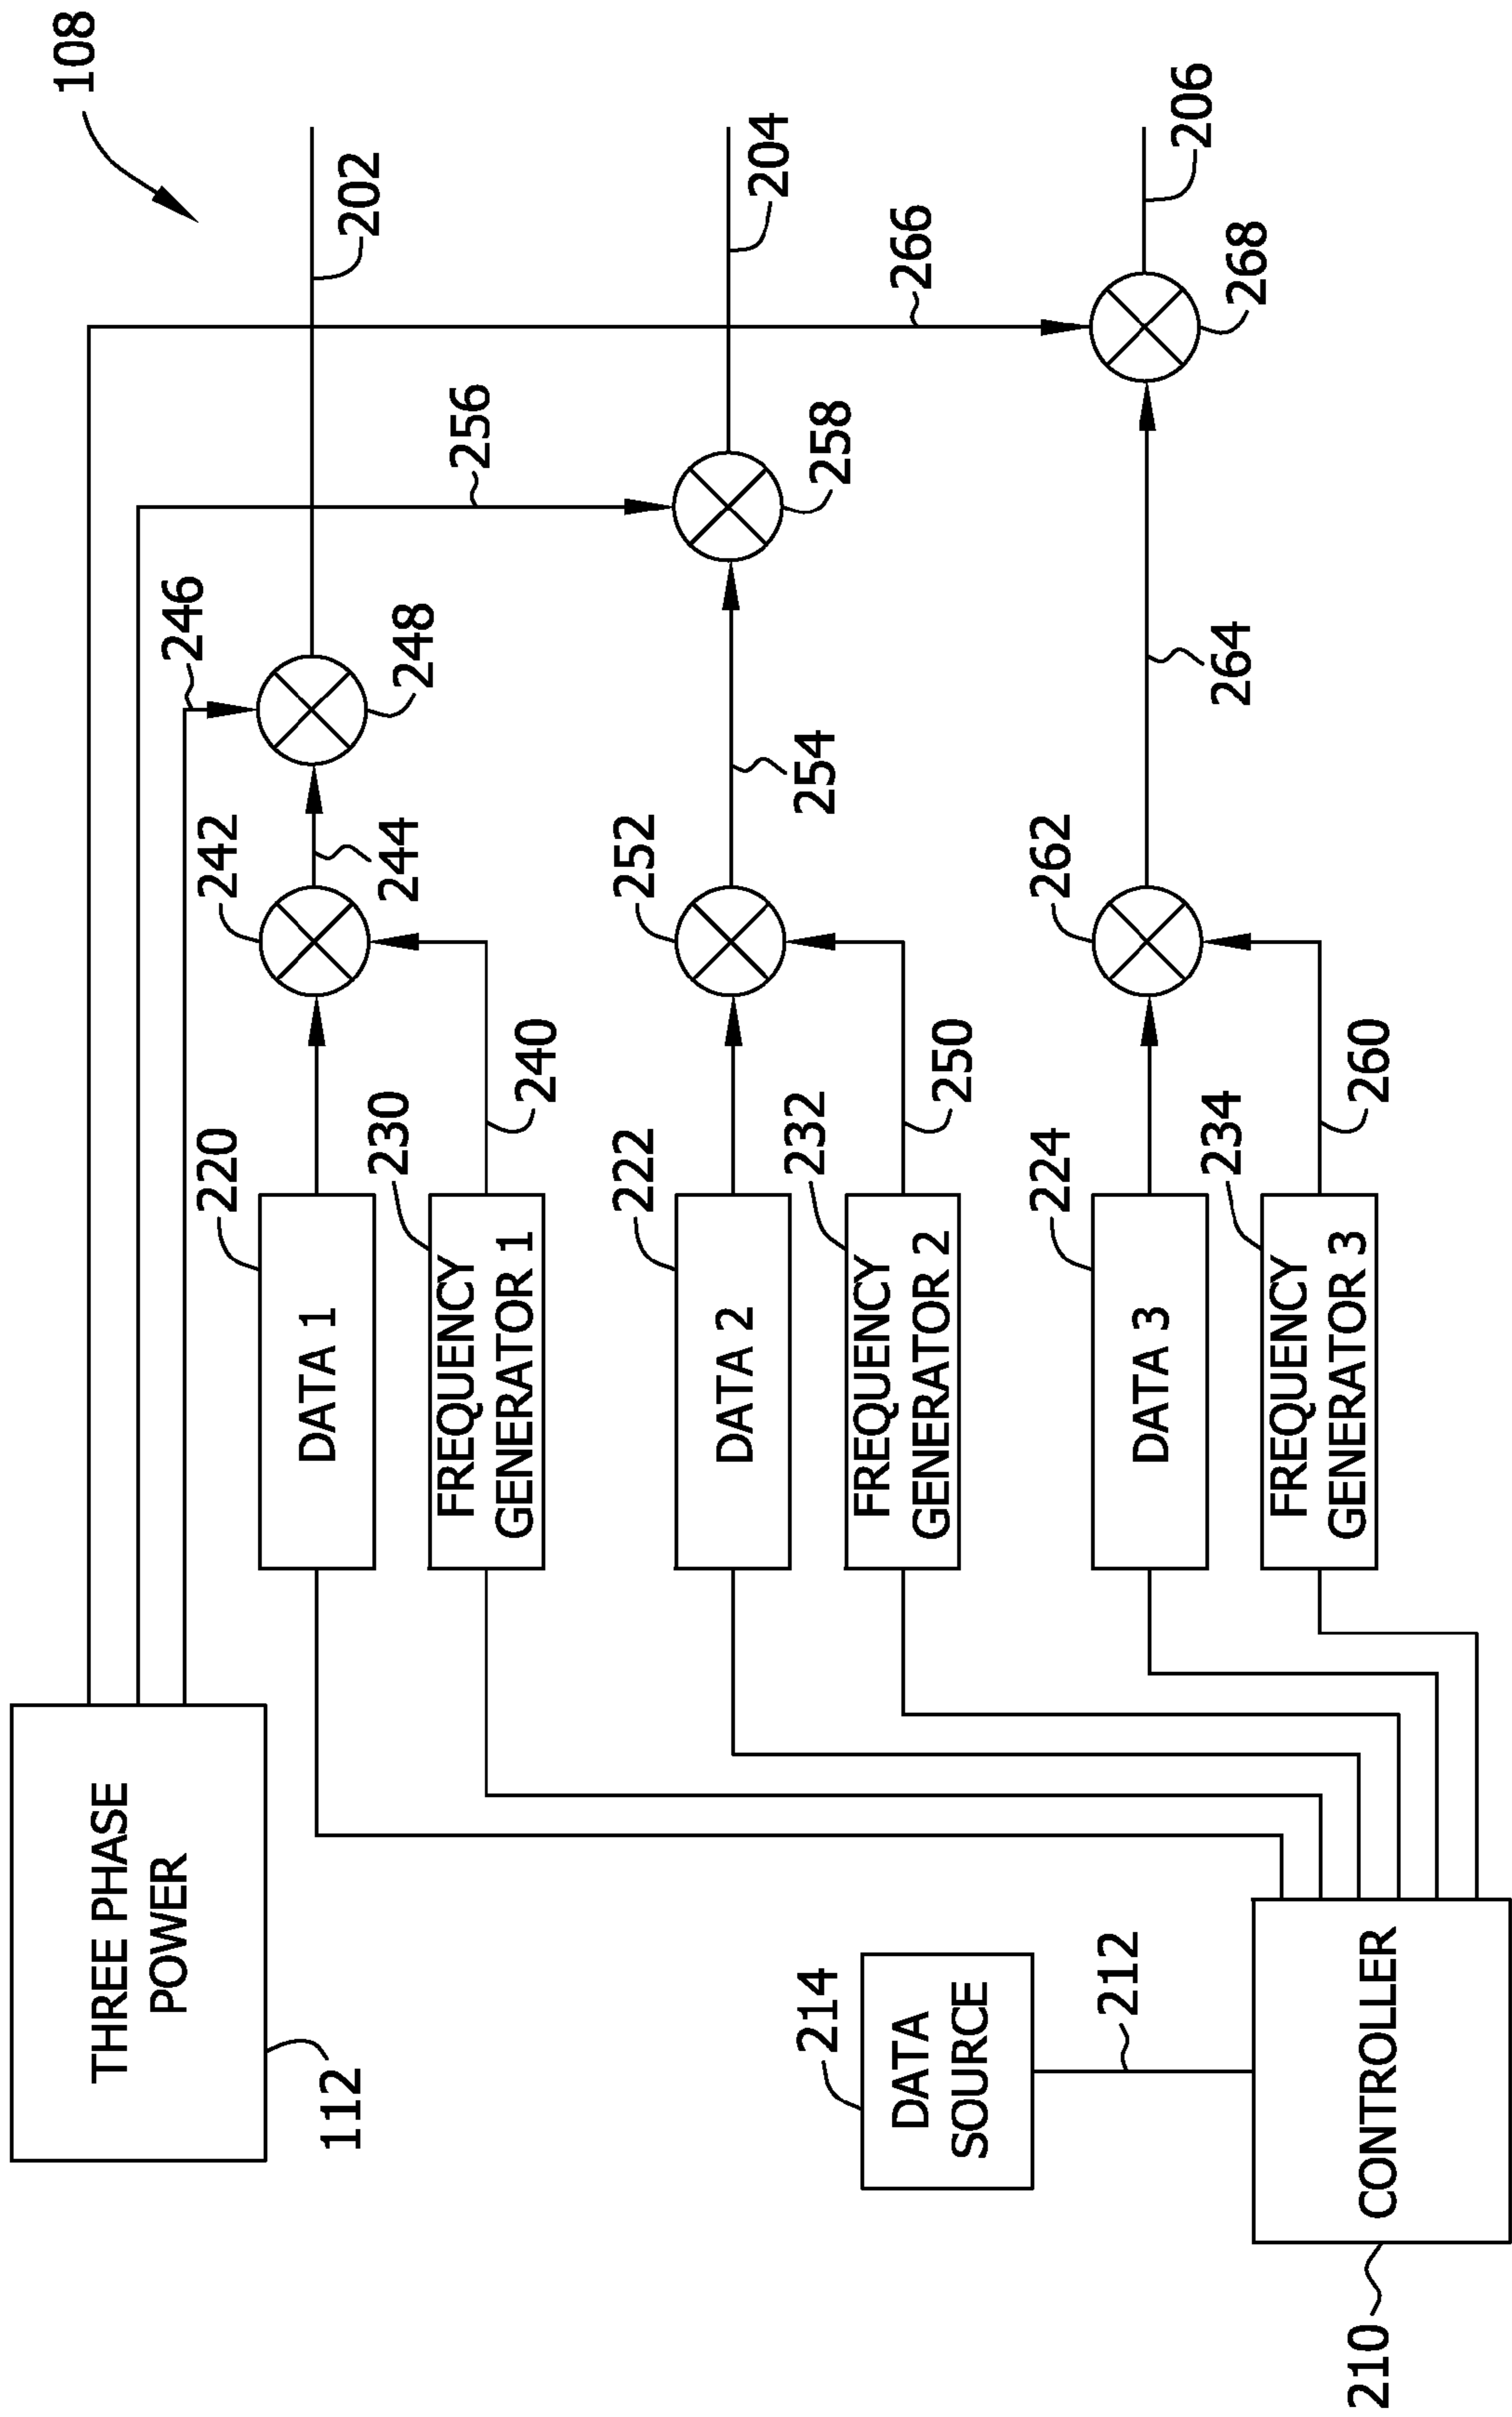 108
THREE PHASE
POWER
112
246
256
266
202
204
206
220
242
244
248
DATA 1
230
FREQUENCY
GENERATOR 1
240
222
252
254
258
DATA 2
232
FREQUENCY
GENERATOR 2
250
224
262
264
268
DATA 3
234
FREQUENCY
GENERATOR 3
260
214
DATA
SOURCE
212
CONTROLLER
210